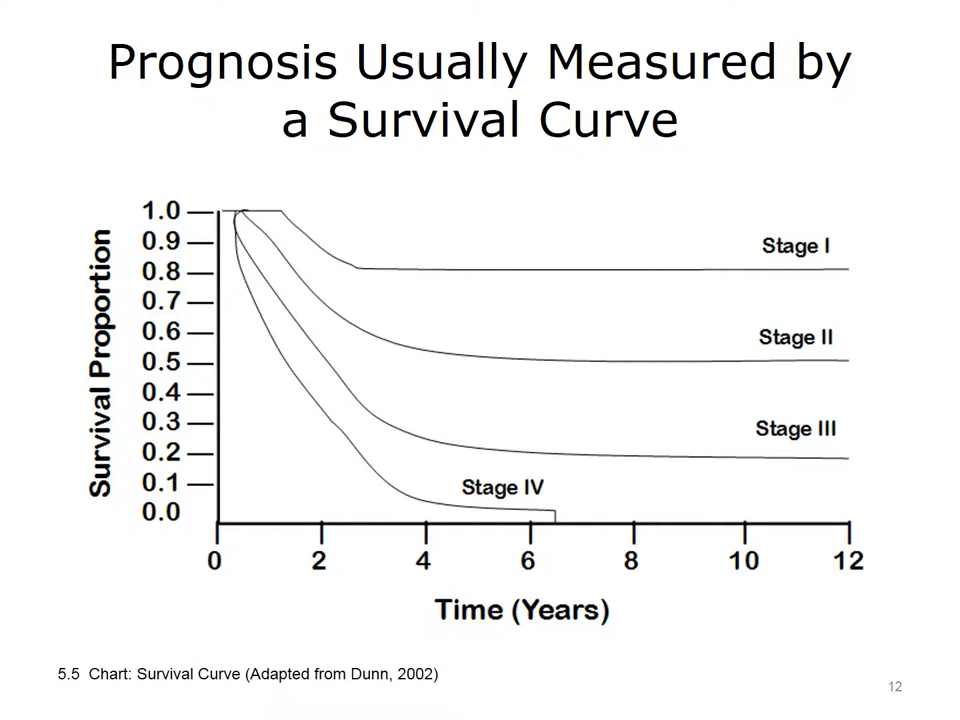 Prognosis Usually Measured by
a Survival Curve
Survival Proportion
1.0
0.9
0.8
0.7
0.6
0.5
0.4
0.3
0.2
0.1
0.0
Stage I
Stage II
Stage III
Stage IV
0 2 4 6 8 10 12
Time (Years)
5.5 Chart: Survival Curve (Adapted from Dunn, 2002)
12